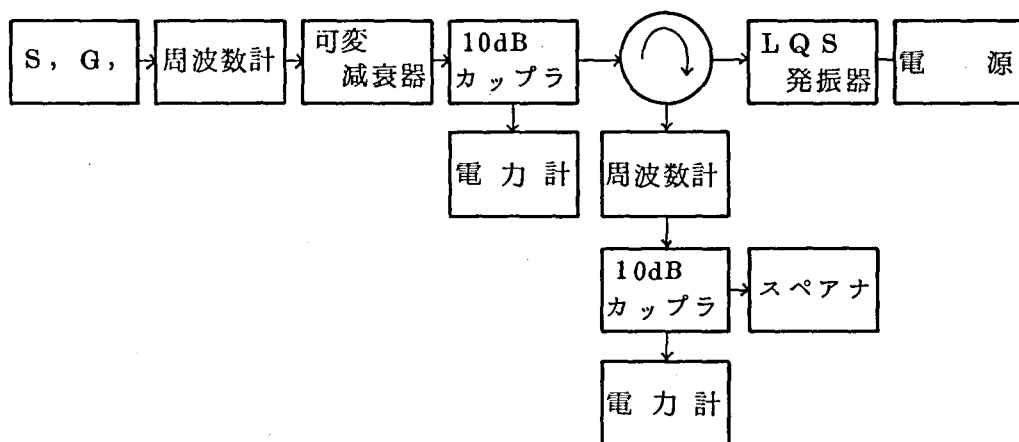 S, G,
周波数計
可変
減衰器
10dB
カップラ
LQS
発振器
電 源
電 力 計
周波数計
10dB
カップラ
スペアナ
電 力 計